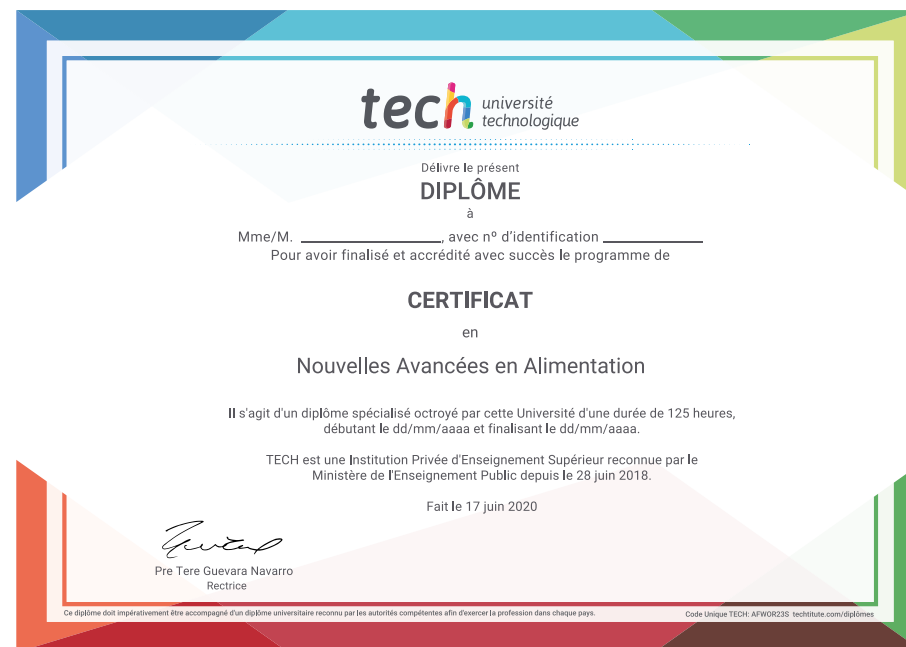 tech université
technologique
Délivre le présent
DIPLÔME
à
Mme/M. ____________________, avec nº d'identification ______________
Pour avoir finalisé et accrédité avec succès le programme de
CERTIFICAT
en
Nouvelles Avancées en Alimentation
Il s'agit d'un diplôme spécialisé octroyé par cette Université d'une durée de 125 heures,
débutant le dd/mm/aaaa et finalisant le dd/mm/aaaa.
TECH est une Institution Privée d'Enseignement Supérieur reconnue par le
Ministère de l'Enseignement Public depuis le 28 juin 2018.
Fait le 17 juin 2020
Pre Tere Guevara Navarro
Rectrice
Ce diplôme doit impérativement être accompagné d'un diplôme universitaire reconnu par les autorités compétentes afin d'exercer la profession dans chaque pays.
Code Unique TECH: AFWOR23S techtitute.com/diplômes